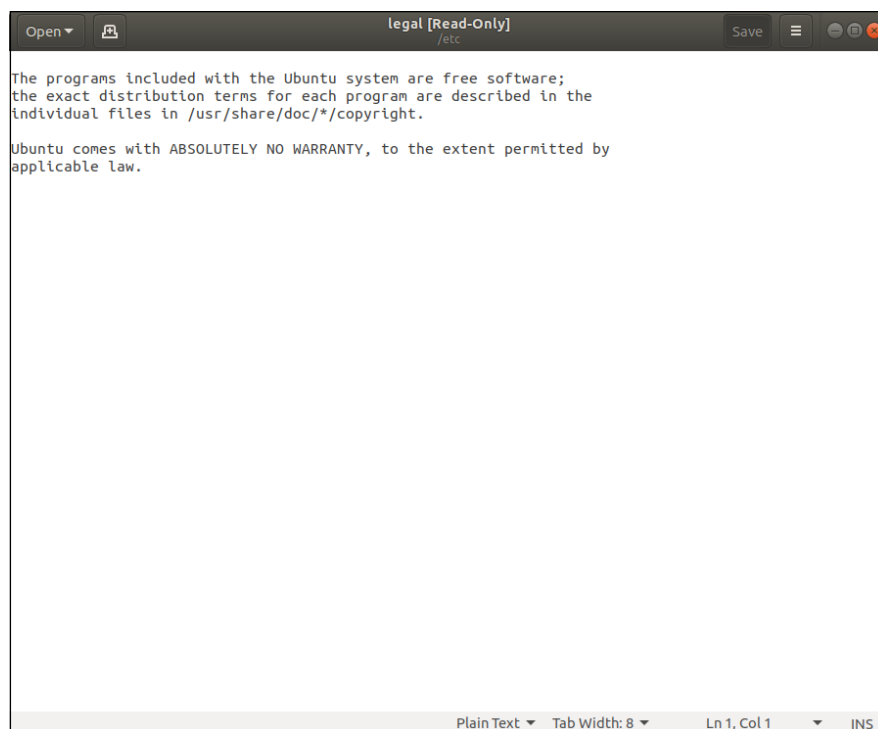 Open
legal [Read-Only]
/etc
Save
The programs included with the Ubuntu system are free software;
the exact distribution terms for each program are described in the
individual files in /usr/share/doc/*/copyright.
Ubuntu comes with ABSOLUTELY NO WARRANTY, to the extent permitted by
applicable law.
Plain Text Tab Width: 8 Ln 1, Col 1 INS